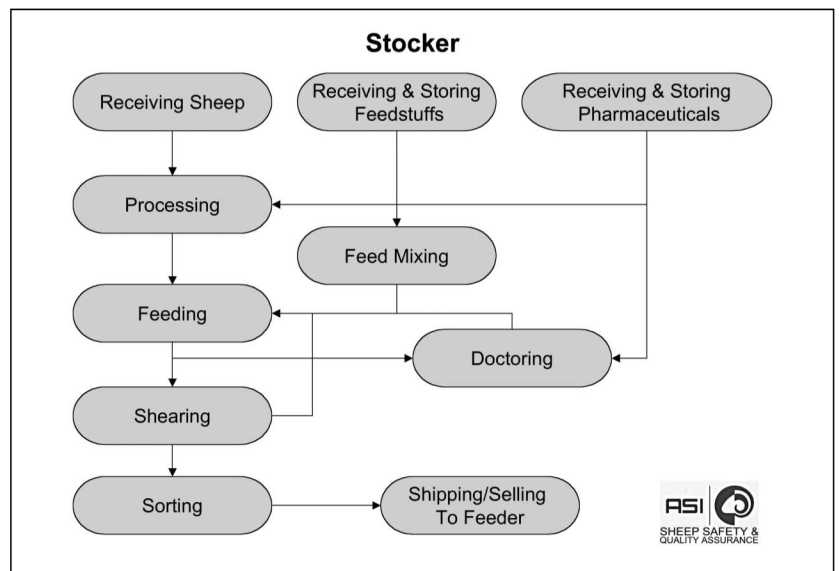 Stocker
Receiving Sheep
Receiving & Storing
Feedstuffs
Receiving & Storing
Pharmaceuticals
Processing
Feed Mixing
Feeding
Doctoring
Shearing
Sorting
Shipping/Selling
To Feeder
ASI
SHEEP SAFETY &
QUALITY ASSURANCE